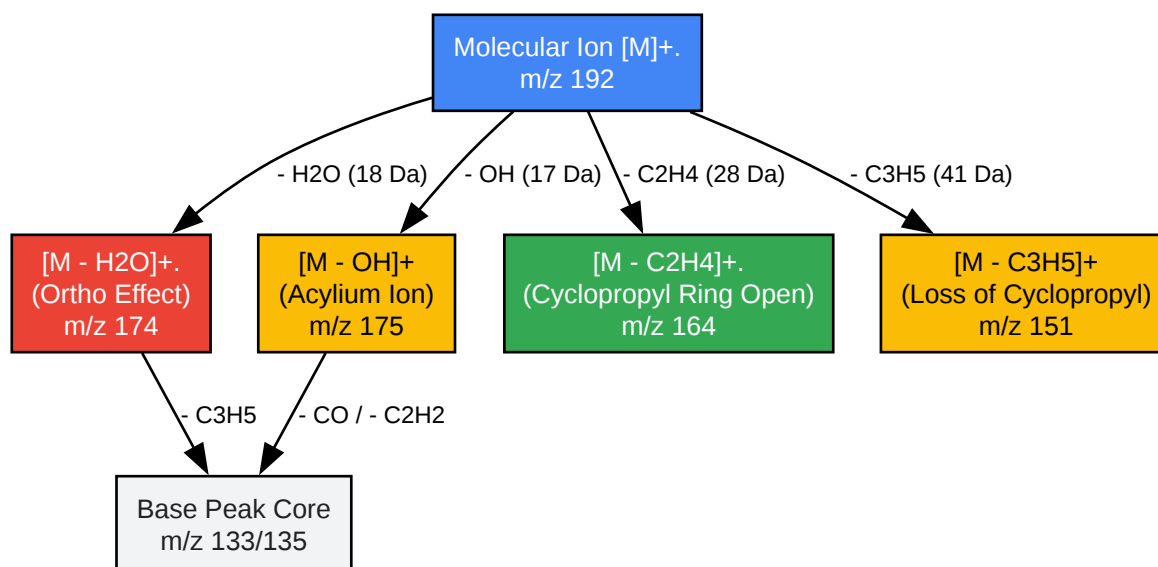 Molecular Ion [M]+.
m/z 192
- H2O (18 Da)
- OH (17 Da)
- C2H4 (28 Da)
- C3H5 (41 Da)
[M - H2O]+.
(Ortho Effect)
m/z 174
[M - OH]+
(Acylium Ion)
m/z 175
[M - C2H4]+.
(Cyclopropyl Ring Open)
m/z 164
[M - C3H5]+
(Loss of Cyclopropyl)
m/z 151
- C3H5
- CO / - C2H2
Base Peak Core
m/z 133/135